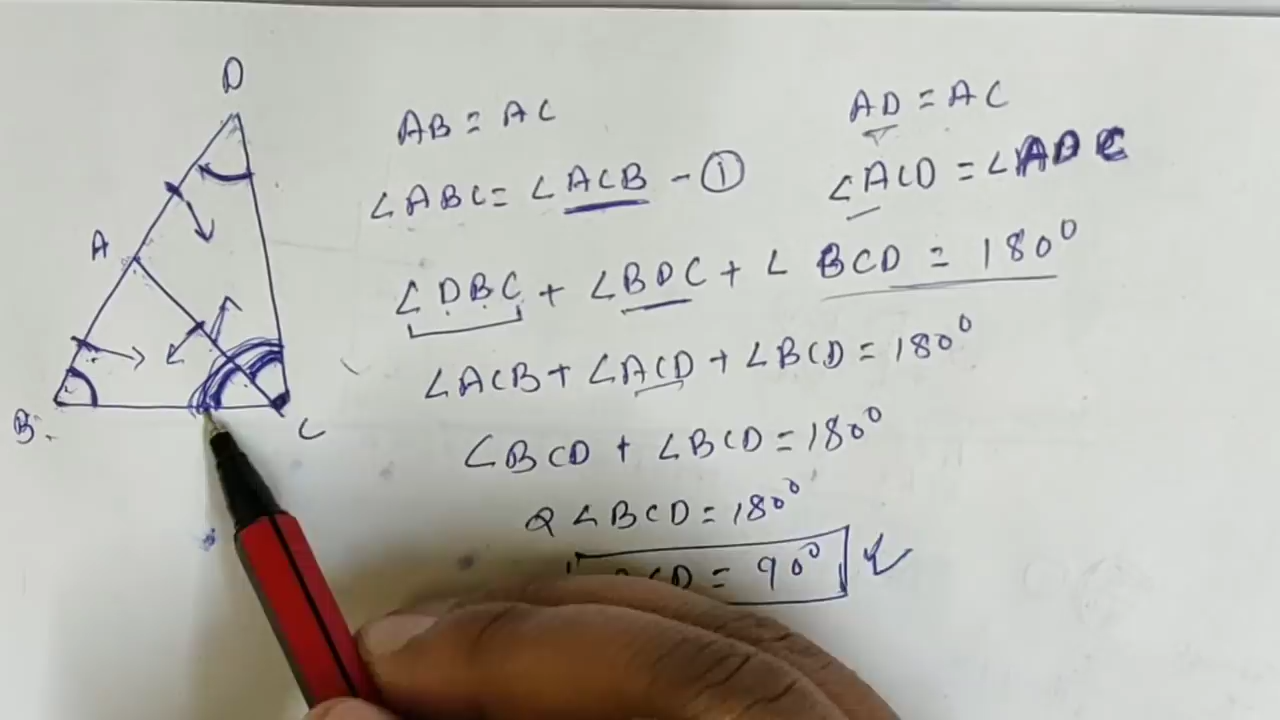 D
A
B
C
AB = AC
∠ABC = ∠ACB - ①
AD = AC
∠ACD = ∠ADC
∠DBC + ∠BDC + ∠BCD = 180°
∠ACB + ∠ACD + ∠BCD = 180°
∠BCD + ∠BCD = 180°
2∠BCD = 180°
CD = 90°